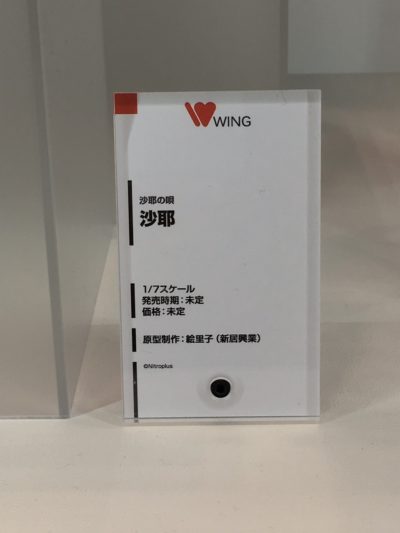 WING
沙耶の唄
沙耶
1/7スケール
発売時期：未定
価格：未定
原型制作：絵里子（新居興業）
©Nitroplus